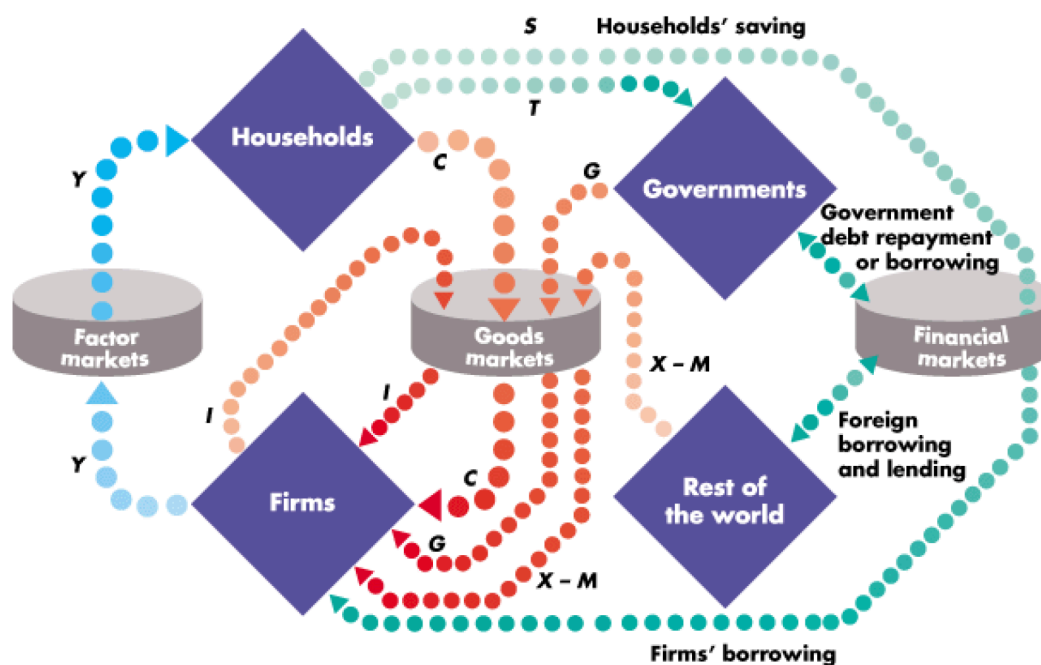 S
Households’ saving
T
Households
C
Y
G
Governments
Government
debt repayment
or borrowing
Factor
markets
Goods
markets
Financial
markets
X – M
I
I
Foreign
borrowing
and lending
Y
C
Firms
Rest of
the world
G
X – M
Firms’ borrowing